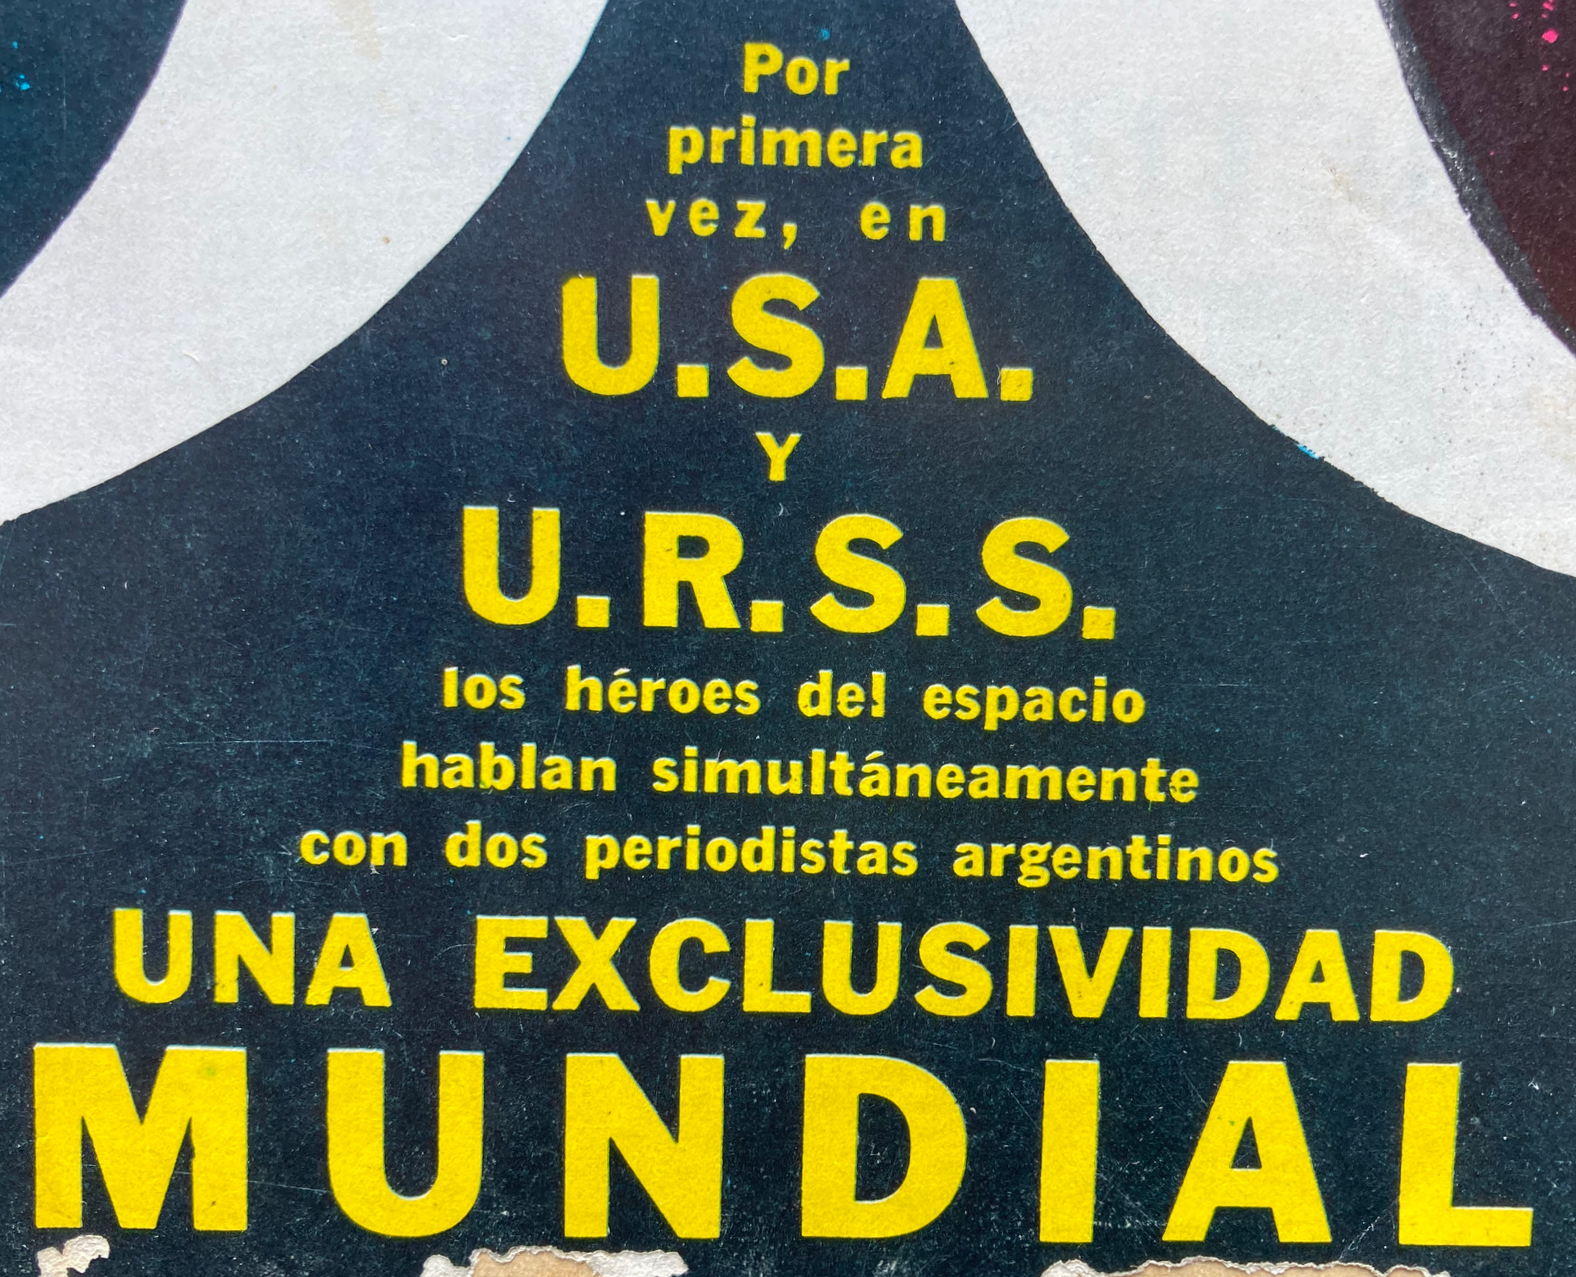 Por
primera
vez, en
U.S.A.
Y
U.R.S.S.
los héroes del espacio
hablan simultáneamente
con dos periodistas argentinos
UNA EXCLUSIVIDAD
MUNDIAL